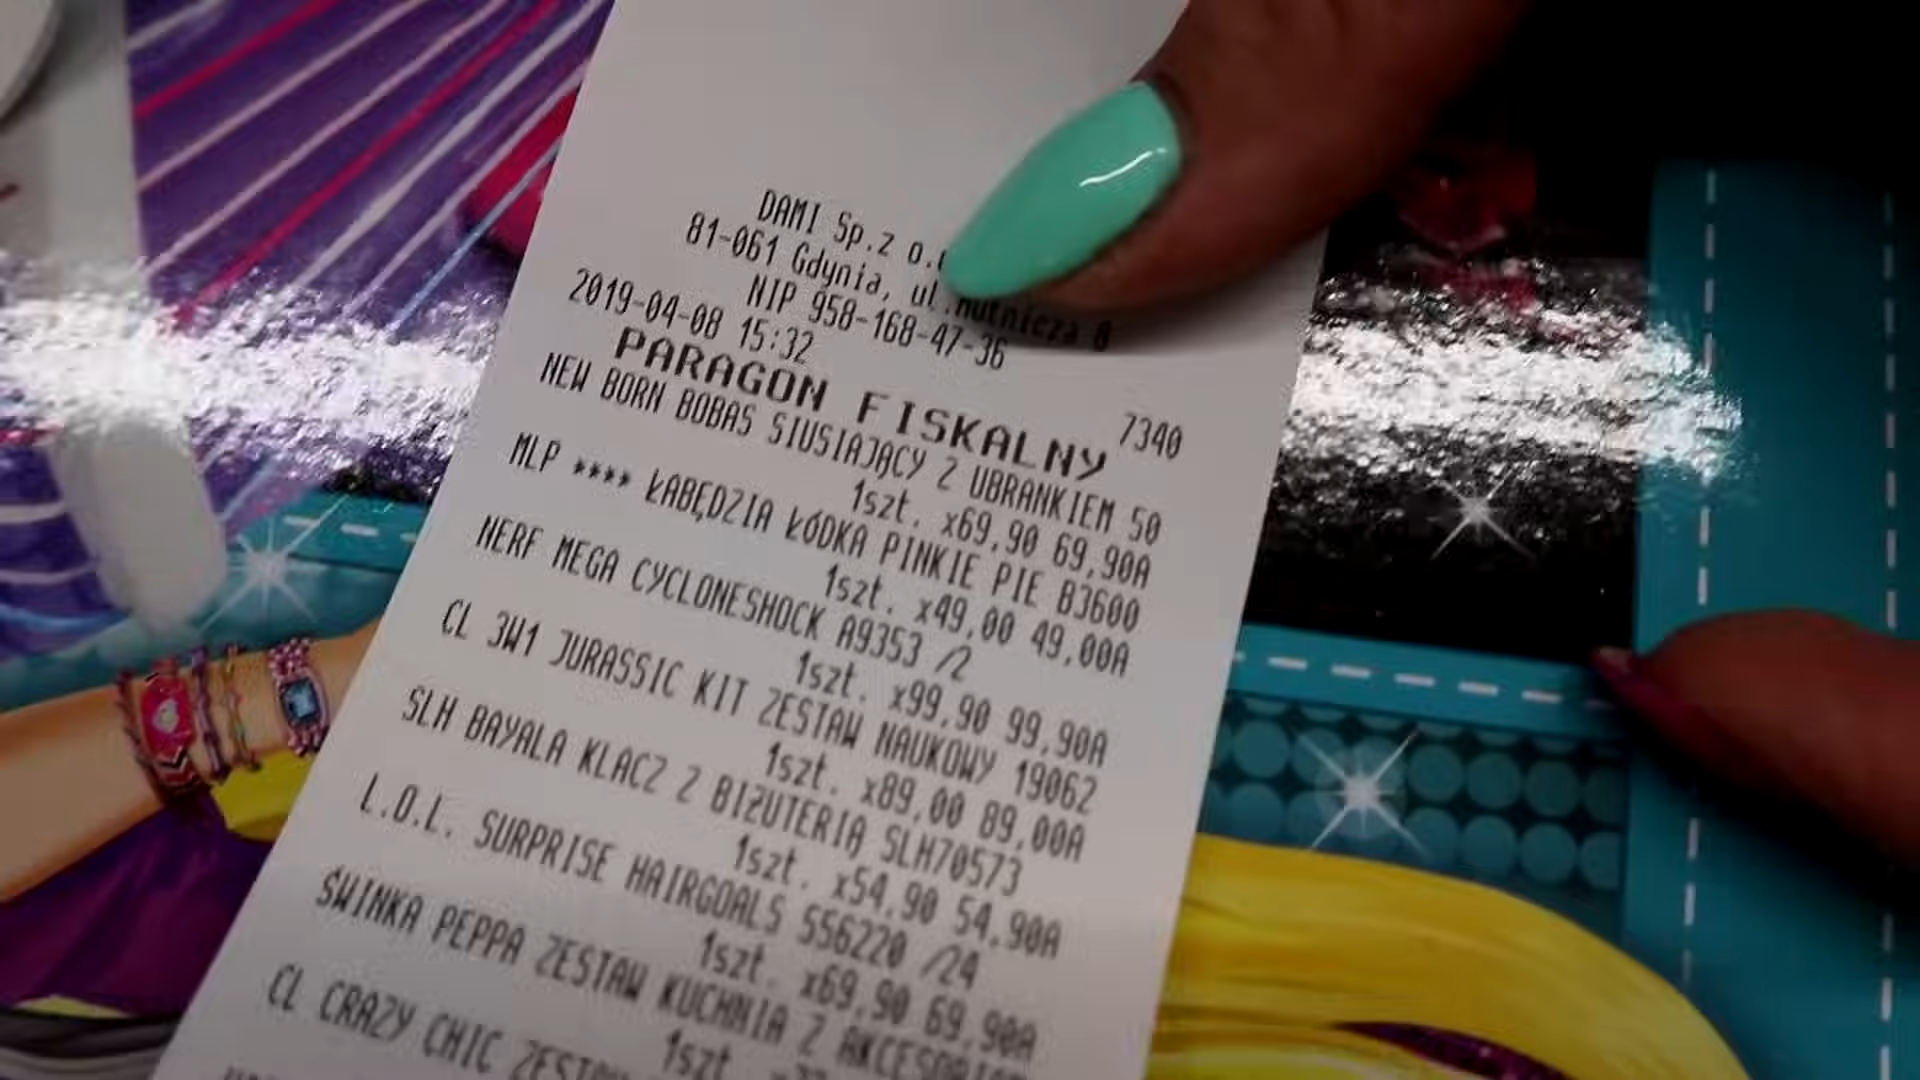 DAMI Sp.z o.
81-061 Gdynia, ul.Hutnicza 8
NIP 958-168-47-36
2019-04-08 15:32 7340
PARAGON FISKALNY
NEW BORN BOBAS SIUSIAJĄCY Z UBRANKIEM 50
1szt. x69,90 69,90A
MLP **** ŁABĘDZIA ŁÓDKA PINKIE PIE B3600
1szt. x49,00 49,00A
NERF MEGA CYCLONESHOCK A9353 /2
1szt. x99,90 99,90A
CL 3W1 JURASSIC KIT ZESTAW NAUKOWY 19062
1szt. x89,00 89,00A
SLH BAYALA KLACZ Z BIŻUTERIĄ SLH70573
1szt. x54,90 54,90A
L.O.L. SURPRISE HAIRGOALS 556220 /24
1szt. x69,90 69,90A
ŚWINKA PEPPA ZESTAW KUCHNIA Z
1szt.
CL CRAZY CHIC